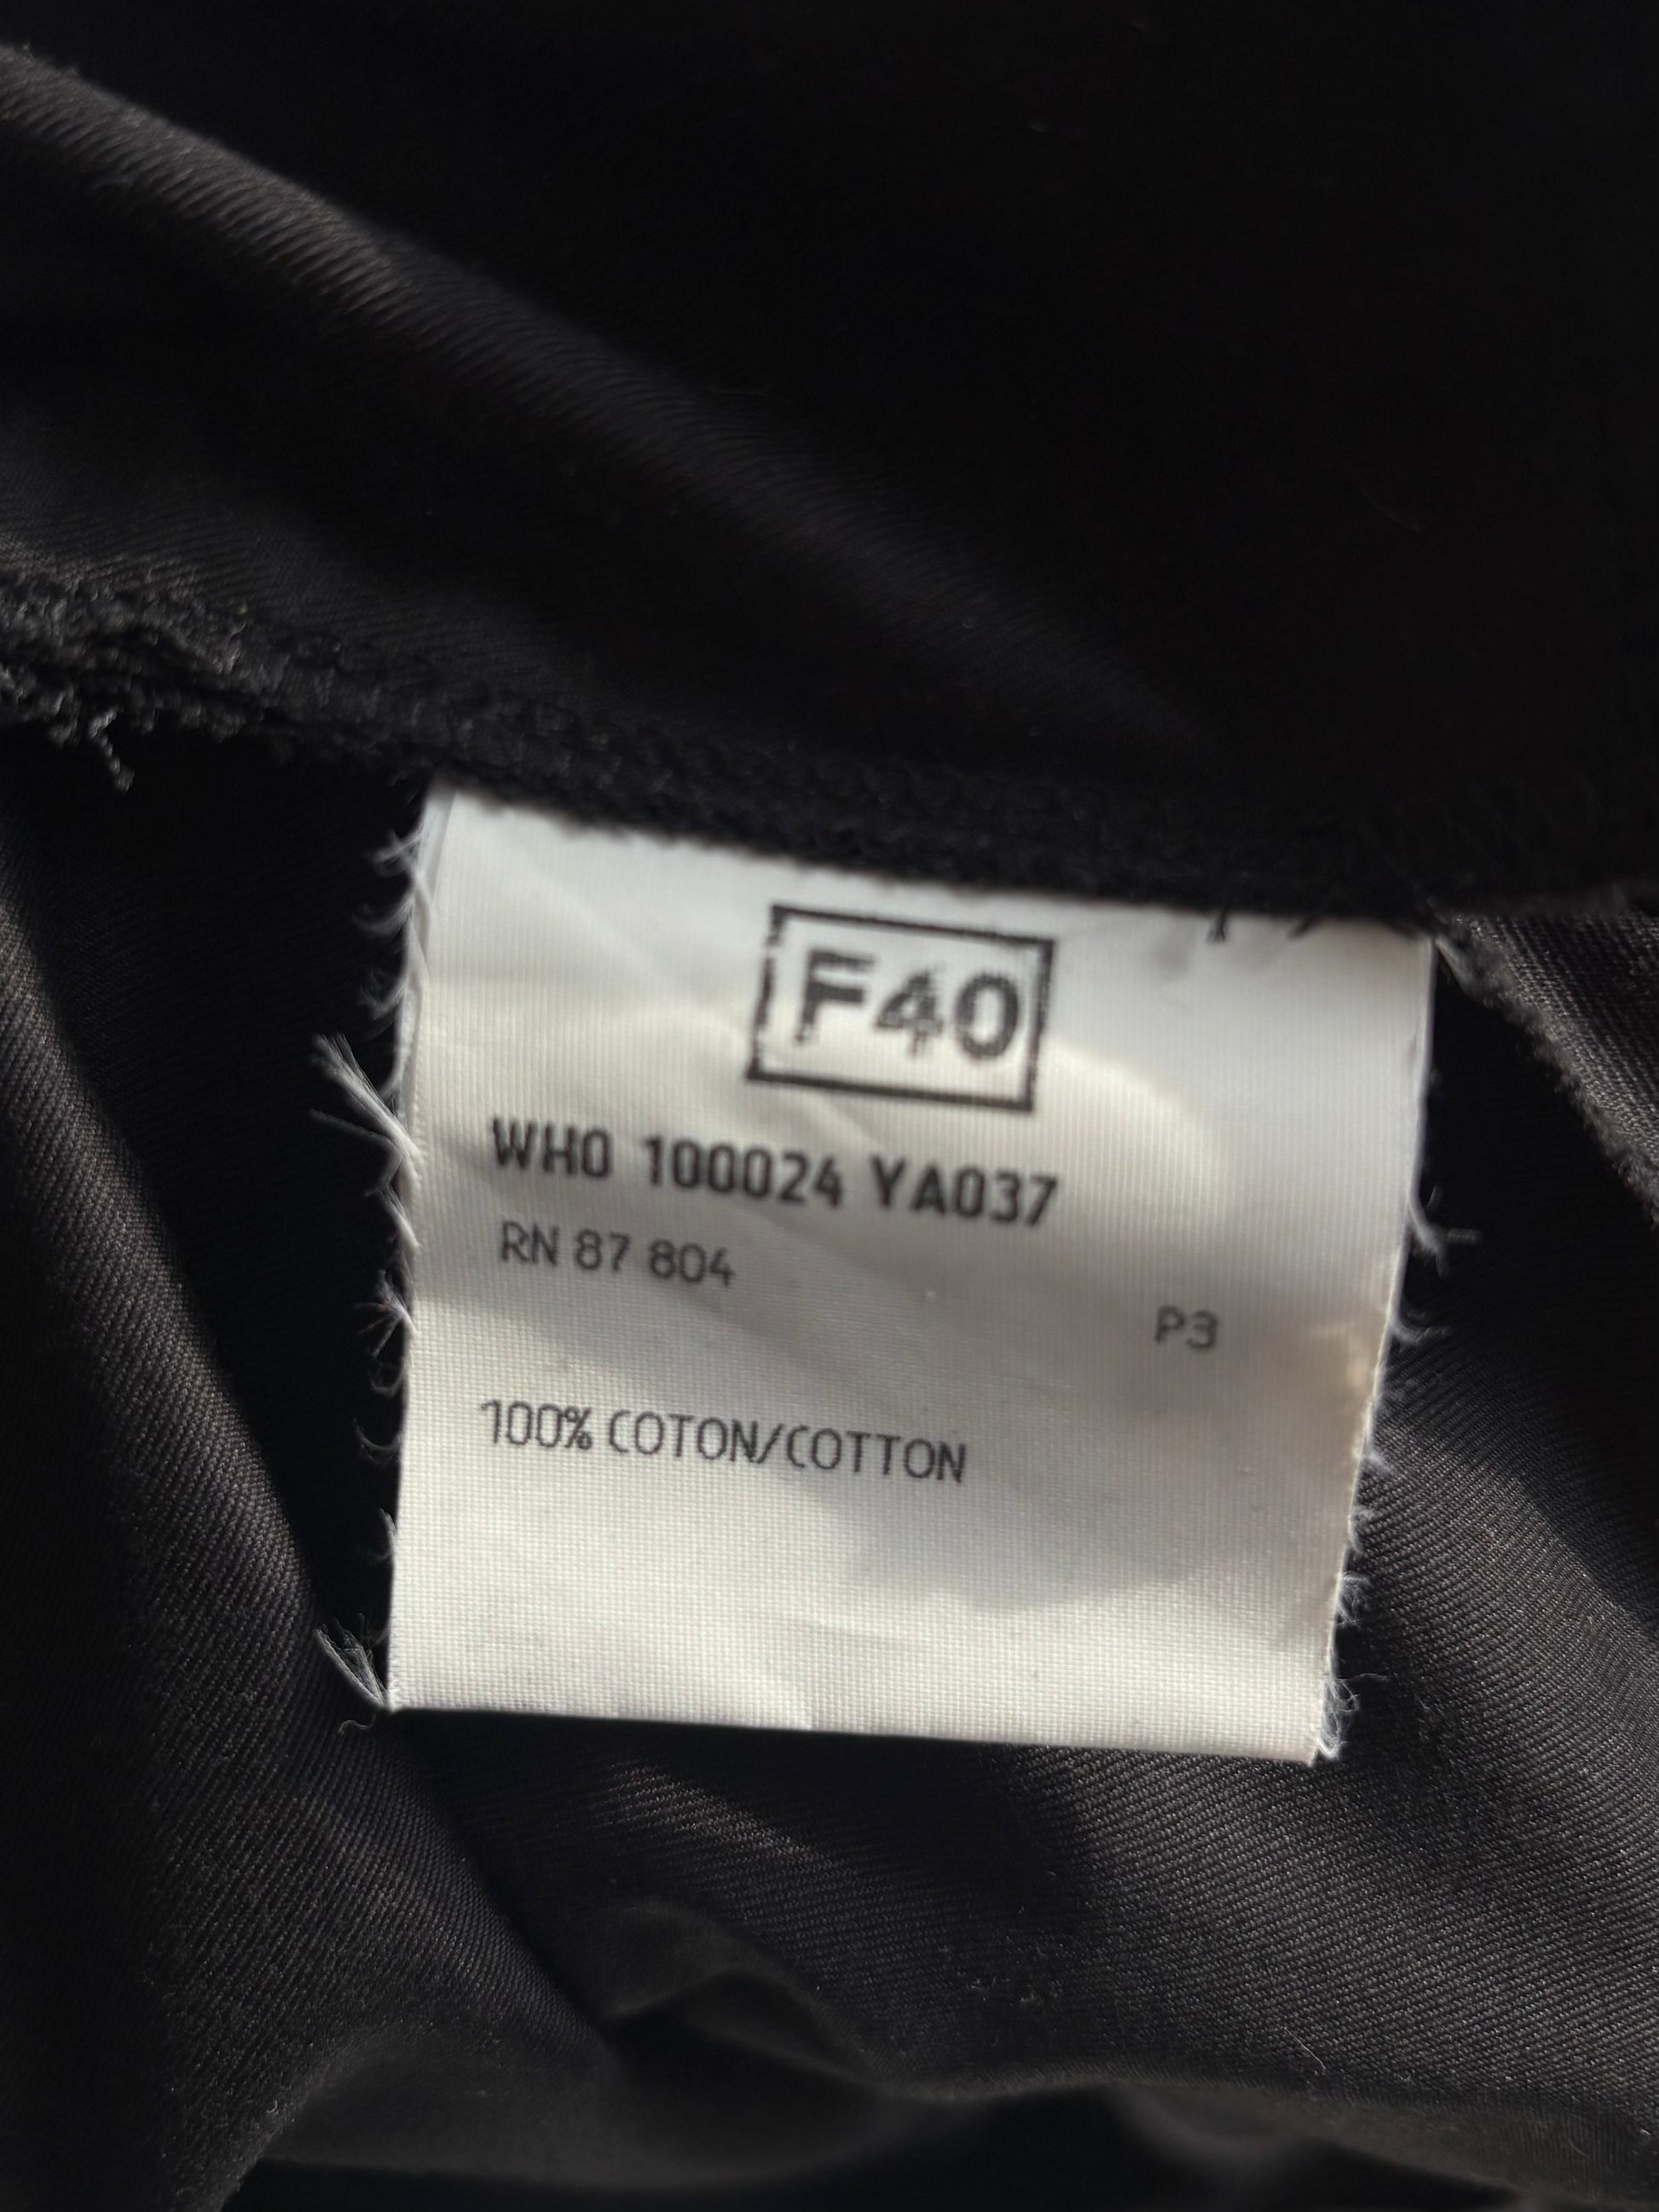 F40
WH0 100024 YA037
RN 87 804
P3
100% COTON/COTTON